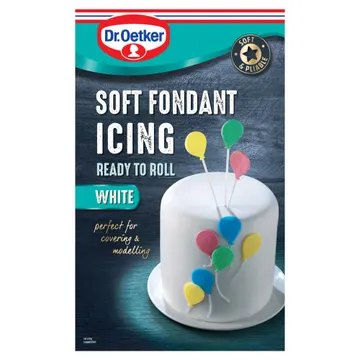 Dr.Oetker
SOFT
& PLIABLE
SOFT FONDANT
ICING
READY TO ROLL
WHITE
perfect for
covering &
modelling